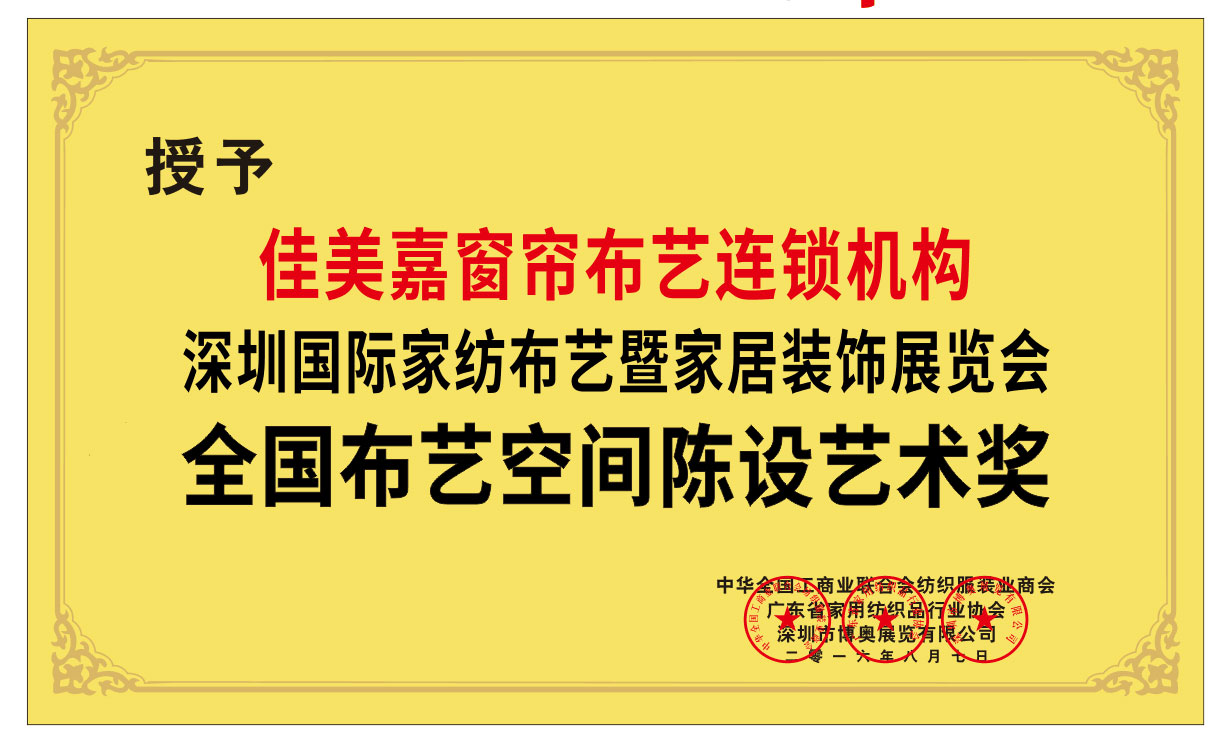 授予
佳美嘉窗帘布艺连锁机构
深圳国际家纺布艺暨家居装饰展览会
全国布艺空间陈设艺术奖
中华全国工商业联合会纺织服装业商会
广东省家用纺织品行业协会
深圳市博奥展览有限公司
二零一六年八月七日